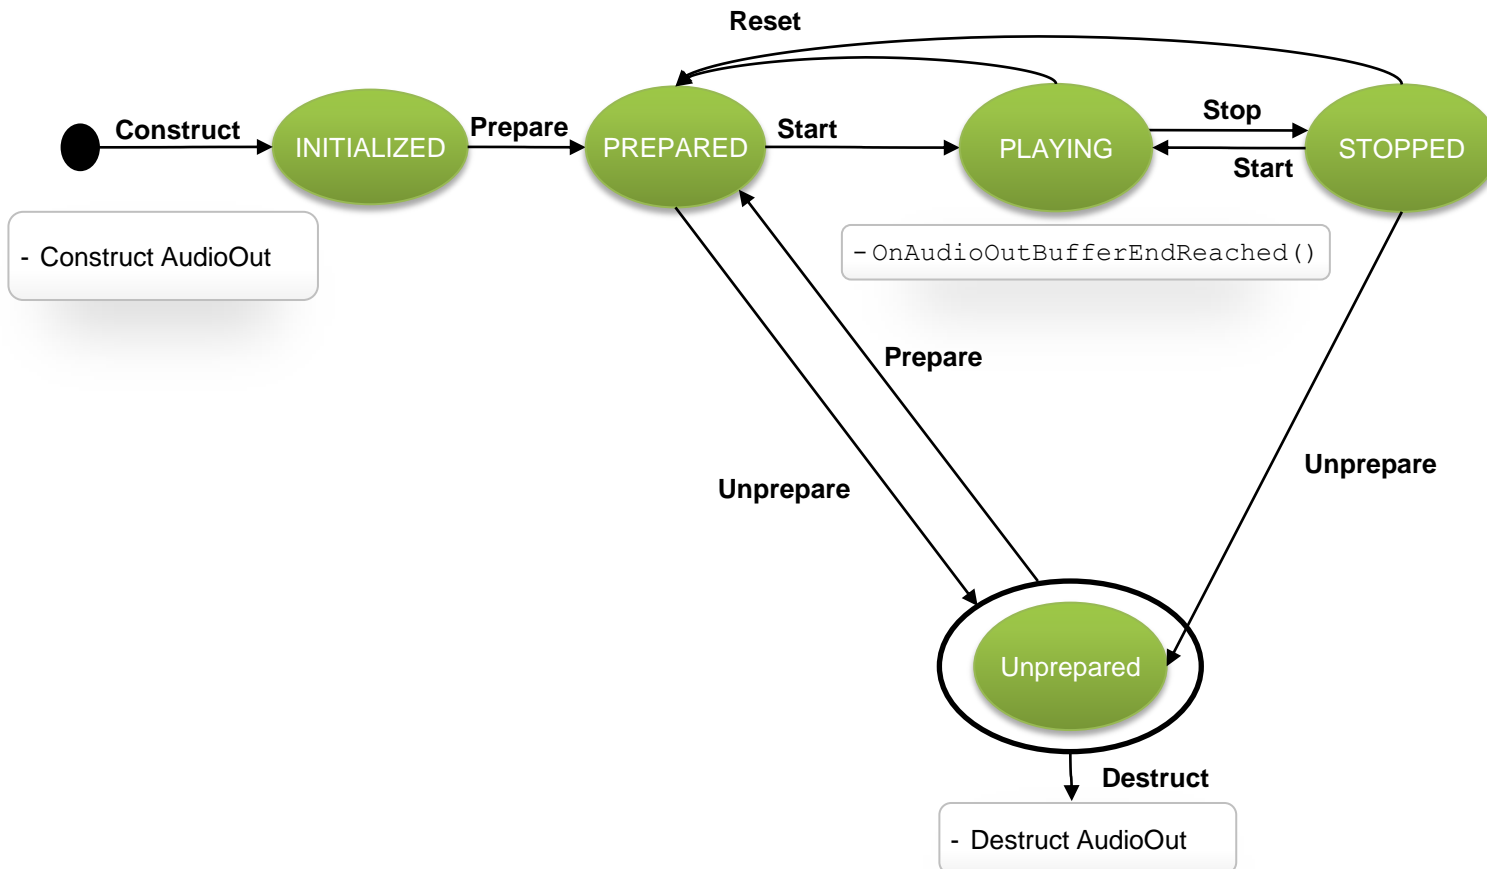 Reset
Construct
Prepare
Start
Stop
Start
INITIALIZED
PREPARED
PLAYING
STOPPED
- Construct AudioOut
- OnAudioOutBufferEndReached()
Prepare
Unprepare
Unprepare
Unprepared
Destruct
- Destruct AudioOut